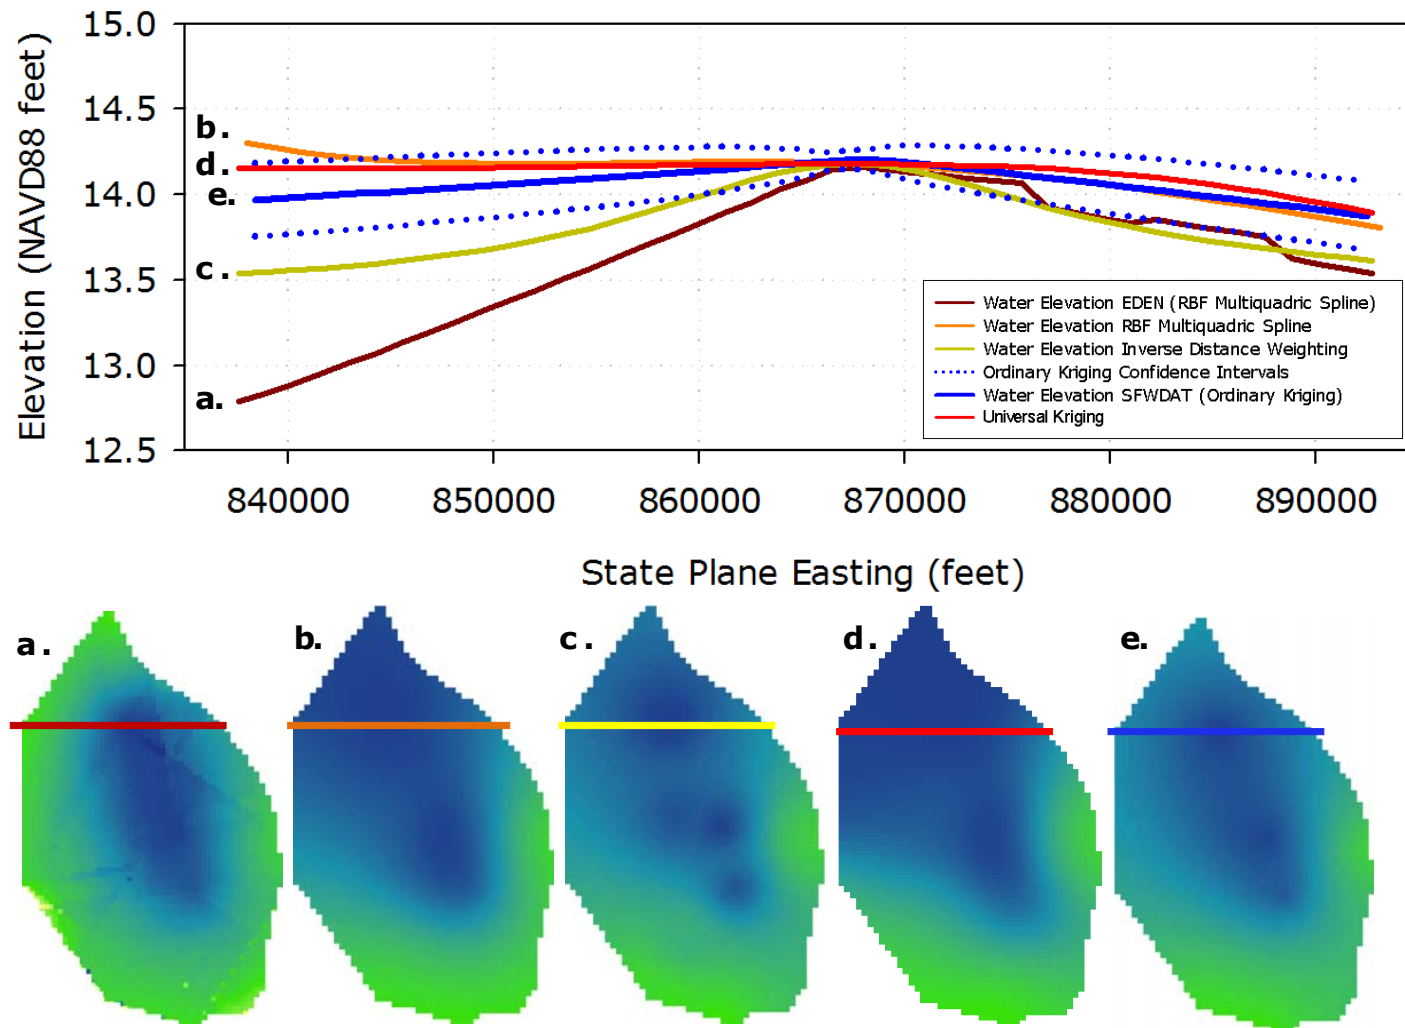 15.0
14.5
14.0
13.5
13.0
12.5
Elevation (NAVD88 feet)
b.
d.
e.
c.
a.
Water Elevation EDEN (RBF Multiquadric Spline)
Water Elevation RBF Multiquadric Spline
Water Elevation Inverse Distance Weighting
Ordinary Kriging Confidence Intervals
Water Elevation SFWDAT (Ordinary Kriging)
Universal Kriging
840000 850000 860000 870000 880000 890000
State Plane Easting (feet)
a. b. c. d. e.